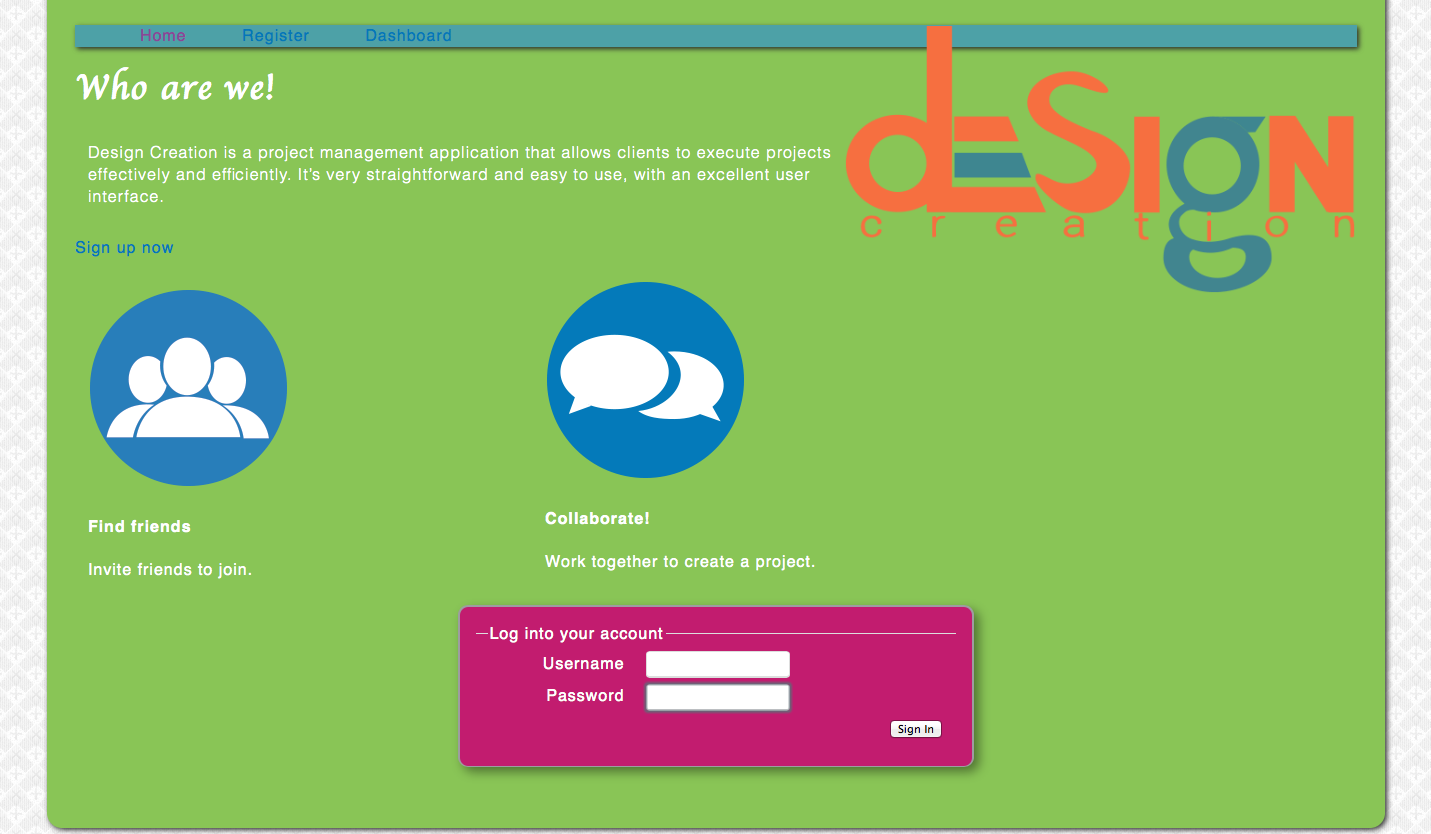 Home Register Dashboard
Who are we!
deSIgN
creation
Design Creation is a project management application that allows clients to execute projects
effectively and efficiently. It's very straightforward and easy to use, with an excellent user
interface.
Sign up now
Find friends
Invite friends to join.
Collaborate!
Work together to create a project.
Log into your account
Username
Password
Sign In